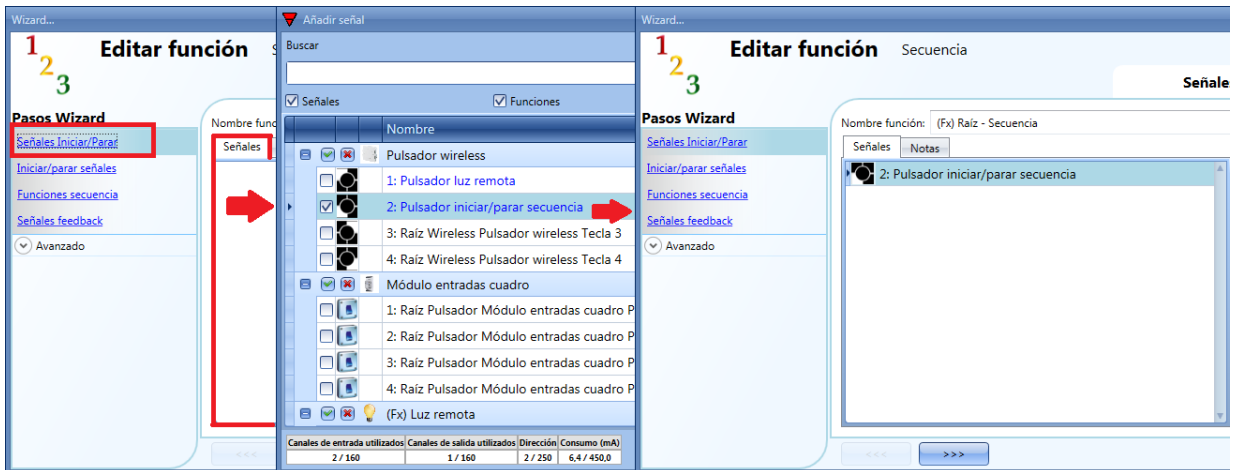 Wizard...
1 2 3
Editar función
Pasos Wizard
Señales Iniciar/Parar
Iniciar/parar señales
Funciones secuencia
Señales feedback
Avanzado
Nombre
Señales
<<<
Añadir señal
Buscar
Señales
Funciones
Nombre
Pulsador wireless
1: Pulsador luz remota
2: Pulsador iniciar/parar secuencia
3: Raíz Wireless Pulsador wireless Tecla 3
4: Raíz Wireless Pulsador wireless Tecla 4
Módulo entradas cuadro
1: Raíz Pulsador Módulo entradas cuadro P
2: Raíz Pulsador Módulo entradas cuadro P
3: Raíz Pulsador Módulo entradas cuadro P
4: Raíz Pulsador Módulo entradas cuadro P
(Fx) Luz remota
Canales de entrada utilizados Canales de salida utilizados Dirección Consumo (mA)
2 / 160 1 / 160 2 / 250 6,4 / 450,0
Wizard...
1 2 3
Editar función Secuencia
Señale
Pasos Wizard
Señales Iniciar/Parar
Iniciar/parar señales
Funciones secuencia
Señales feedback
Avanzado
Nombre función: (Fx) Raíz - Secuencia
Señales Notas
2: Pulsador iniciar/parar secuencia
<<< >>>